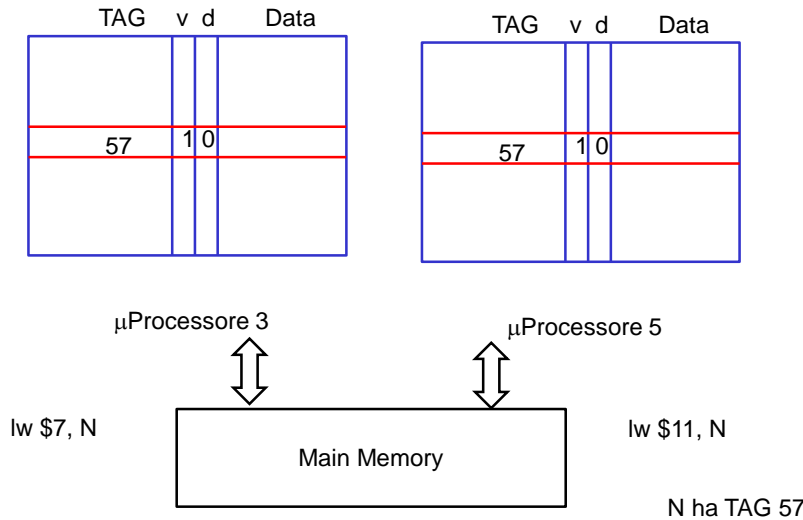 TAG v d Data
TAG v d Data
57 1 0
57 1 0
μProcessore 3
μProcessore 5
lw $7, N
lw $11, N
Main Memory
N ha TAG 57